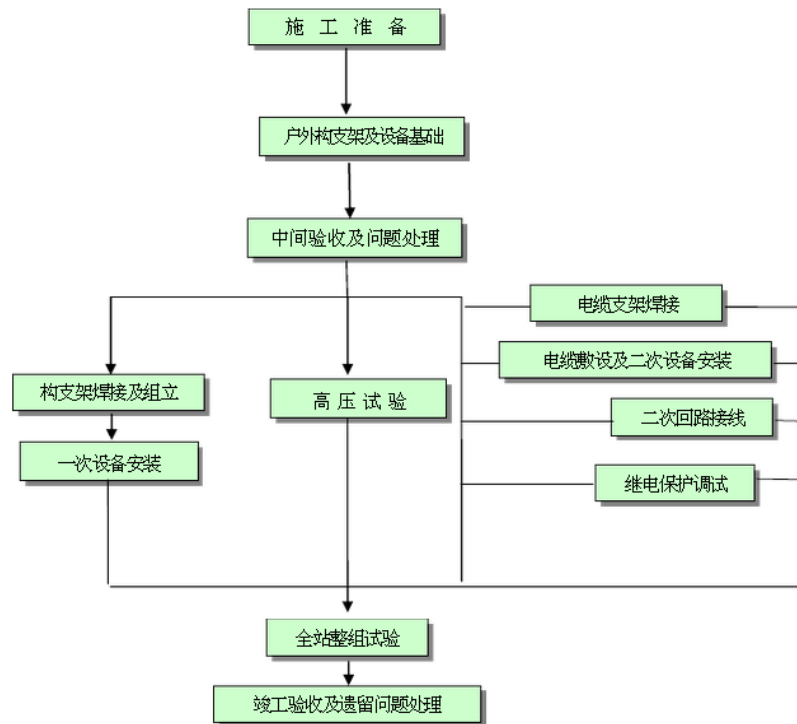 施 工 准 备
户外构支架及设备基础
中间验收及问题处理
电缆支架焊接
电缆敷设及二次设备安装
构支架焊接及组立
高 压 试 验
二次回路接线
一次设备安装
继电保护调试
全站整组试验
竣工验收及遗留问题处理